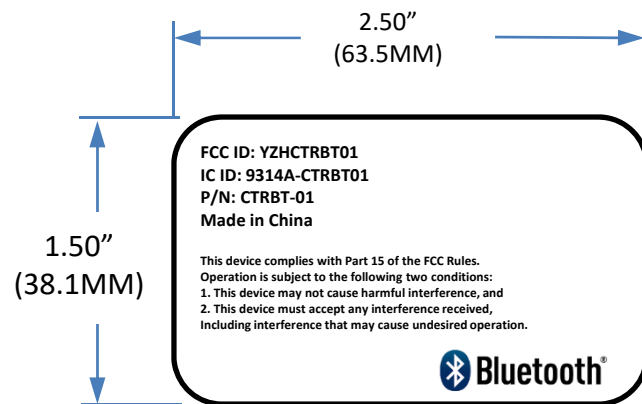 2.50”
(63.5MM)
1.50”
(38.1MM)
FCC ID: YZHCTRBT01
IC ID: 9314A-CTRBT01
P/N: CTRBT-01
Made in China
This device complies with Part 15 of the FCC Rules.
Operation is subject to the following two conditions:
1. This device may not cause harmful interference, and
2. This device must accept any interference received,
Including interference that may cause undesired operation.
Bluetooth®